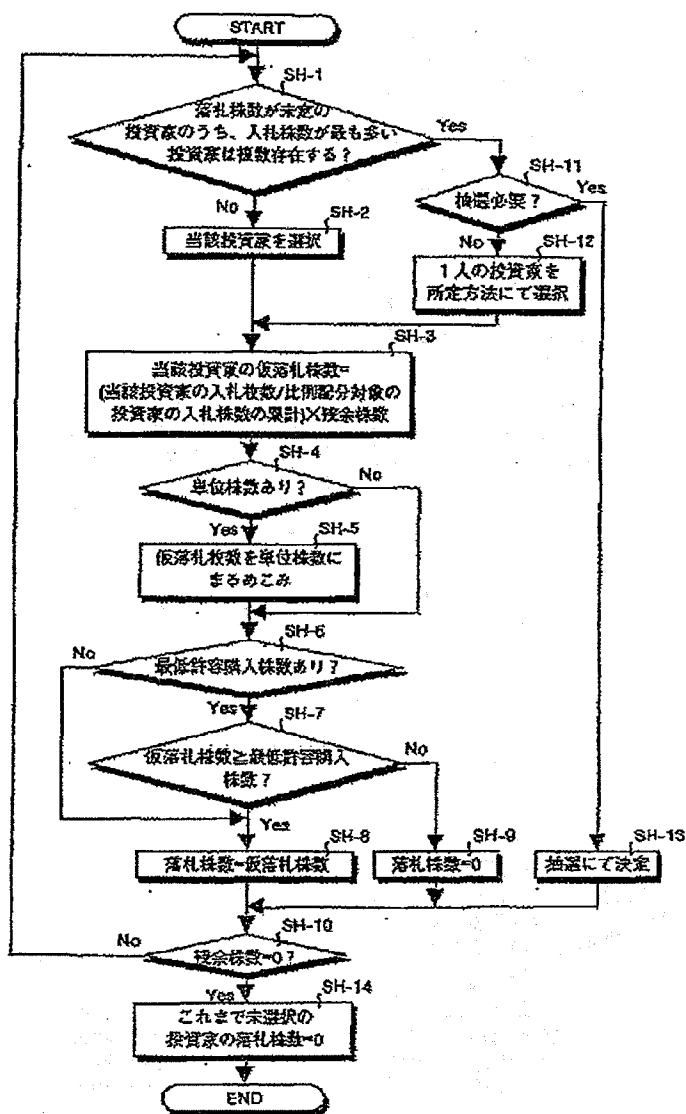 START
SH-1
落札株数が未定の
投資家のうち、入札株数が最も多い
投資家は複数存在する?
Yes
No
SH-2
当該投資家を選択
SH-11
抽選必要?
Yes
No
SH-12
1人の投資家を
所定方法にて選択
SH-3
当該投資家の仮落札株数=
(当該投資家の入札枚数/比例配分対象の
投資家の入札株数の累計)×残余株数
SH-4
単位株数あり?
No
Yes
SH-5
仮落札枚数を単位株数に
まるめこみ
SH-6
No
最低許容購入株数あり?
Yes
SH-7
仮落札株数≧最低許容購入
株数?
No
Yes
SH-8
落札株数=仮落札株数
SH-9
落札株数=0
SH-13
抽選にて決定
SH-10
No
残余株数=0?
Yes
SH-14
これまで未選択の
投資家の落札株数=0
END